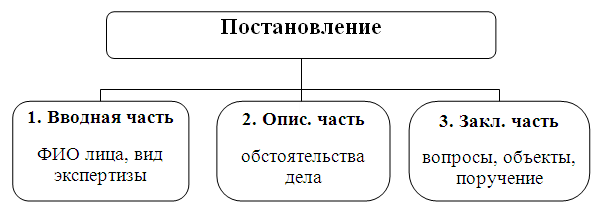 Постановление
1. Вводная часть
ФИО лица, вид
экспертизы
2. Опис. часть
обстоятельства
дела
3. Закл. часть
вопросы, объекты,
поручение